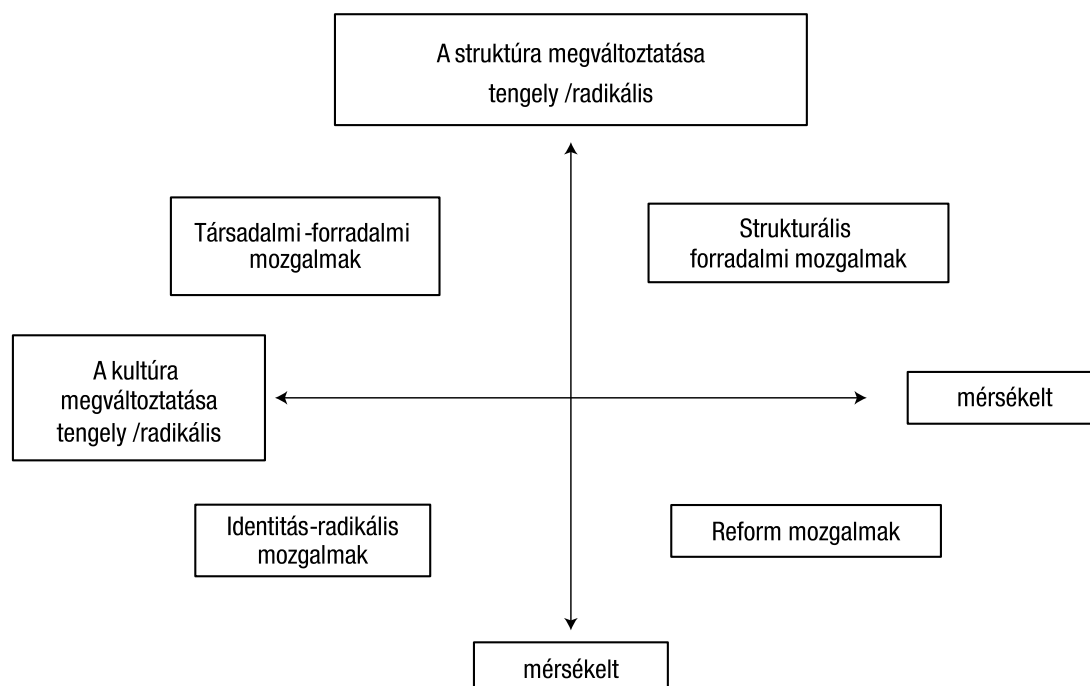 A struktúra megváltoztatása
tengely /radikális
Társadalmi-forradalmi
mozgalmak
Strukturális
forradalmi mozgalmak
A kultúra
megváltoztatása
tengely /radikális
mérsékelt
Identitás-radikális
mozgalmak
Reform mozgalmak
mérsékelt